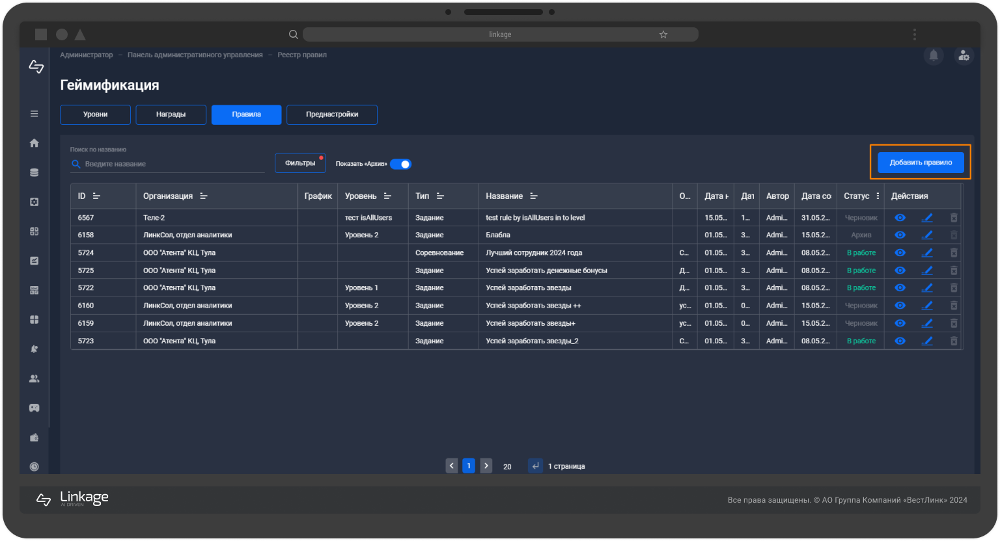 linkage
Администратор – Панель административного управления – Реестр правил
Геймификация
Уровни Награды Правила Преднастройки
Поиск по названию
Введите название Фильтры Показать «Архив» Добавить правило
ID Организация График Уровень Тип Название О... Дата н Дат Автор Дата со Статус Действия
6567 Теле-2 тест isAllUsers Задание test rule by isAllUsers in to level 15.05... 1... Admi... 31.05.2... Черновик
6158 ЛинкСол, отдел аналитики Уровень 2 Задание Блабла 01.05... 3... Admi... 15.05.2... Архив
5724 ООО "Атента" КЦ, Тула Соревнование Лучший сотрудник 2024 года С... 01.05... 3... Admi... 08.05.2... В работе
5725 ООО "Атента" КЦ, Тула Задание Успей заработать денежные бонусы Д... 01.05... 3... Admi... 08.05.2... В работе
5722 ООО "Атента" КЦ, Тула Уровень 1 Задание Успей заработать звезды Д... 01.05... 3... Admi... 08.05.2... В работе
6160 ЛинкСол, отдел аналитики Уровень 2 Задание Успей заработать звезды ++ ус... 01.05... 0... Admi... 15.05.2... Черновик
6159 ЛинкСол, отдел аналитики Уровень 2 Задание Успей заработать звезды+ ус... 01.05... 0... Admi... 15.05.2... Черновик
5723 ООО "Атента" КЦ, Тула Задание Успей заработать звезды_2 С... 01.05... 3... Admi... 08.05.2... В работе
1 20 1 страница
Linkage
AI DRIVEN
Все права защищены. © АО Группа Компаний «ВестЛинк» 2024